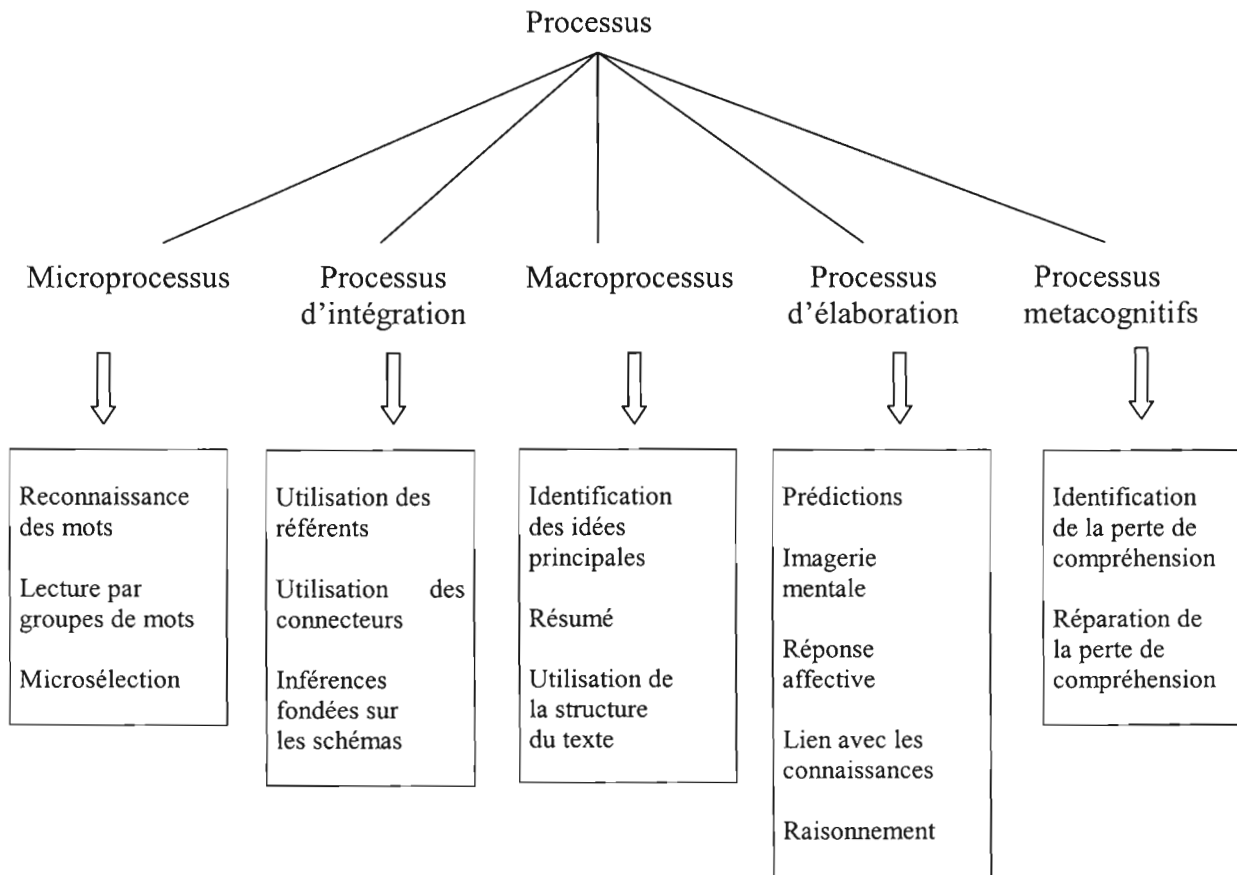 Processus
Microprocessus
Processus
d'intégration
Macroprocessus
Processus
d'élaboration
Processus
metacognitifs
Reconnaissance
des mots
Lecture par
groupes de mots
Microsélection
Utilisation des
référents
Utilisation des
connecteurs
Inférences
fondées sur
les schémas
Identification
des idées
principales
Résumé
Utilisation de
la structure
du texte
Prédictions
Imagerie
mentale
Réponse
affective
Lien avec les
connaissances
Raisonnement
Identification
de la perte de
compréhension
Réparation de
la perte de
compréhension